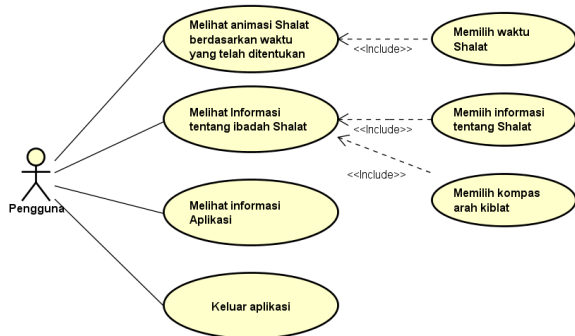 Melihat animasi Shalat
berdasarkan waktu
yang telah ditentukan
<<Include>>
Memilih waktu
Shalat
Melihat Informasi
tentang ibadah Shalat
<<Include>>
Memiih informasi
tentang Shalat
<<Include>>
Memilih kompas
arah kiblat
Pengguna
Melihat informasi
Aplikasi
Keluar aplikasi